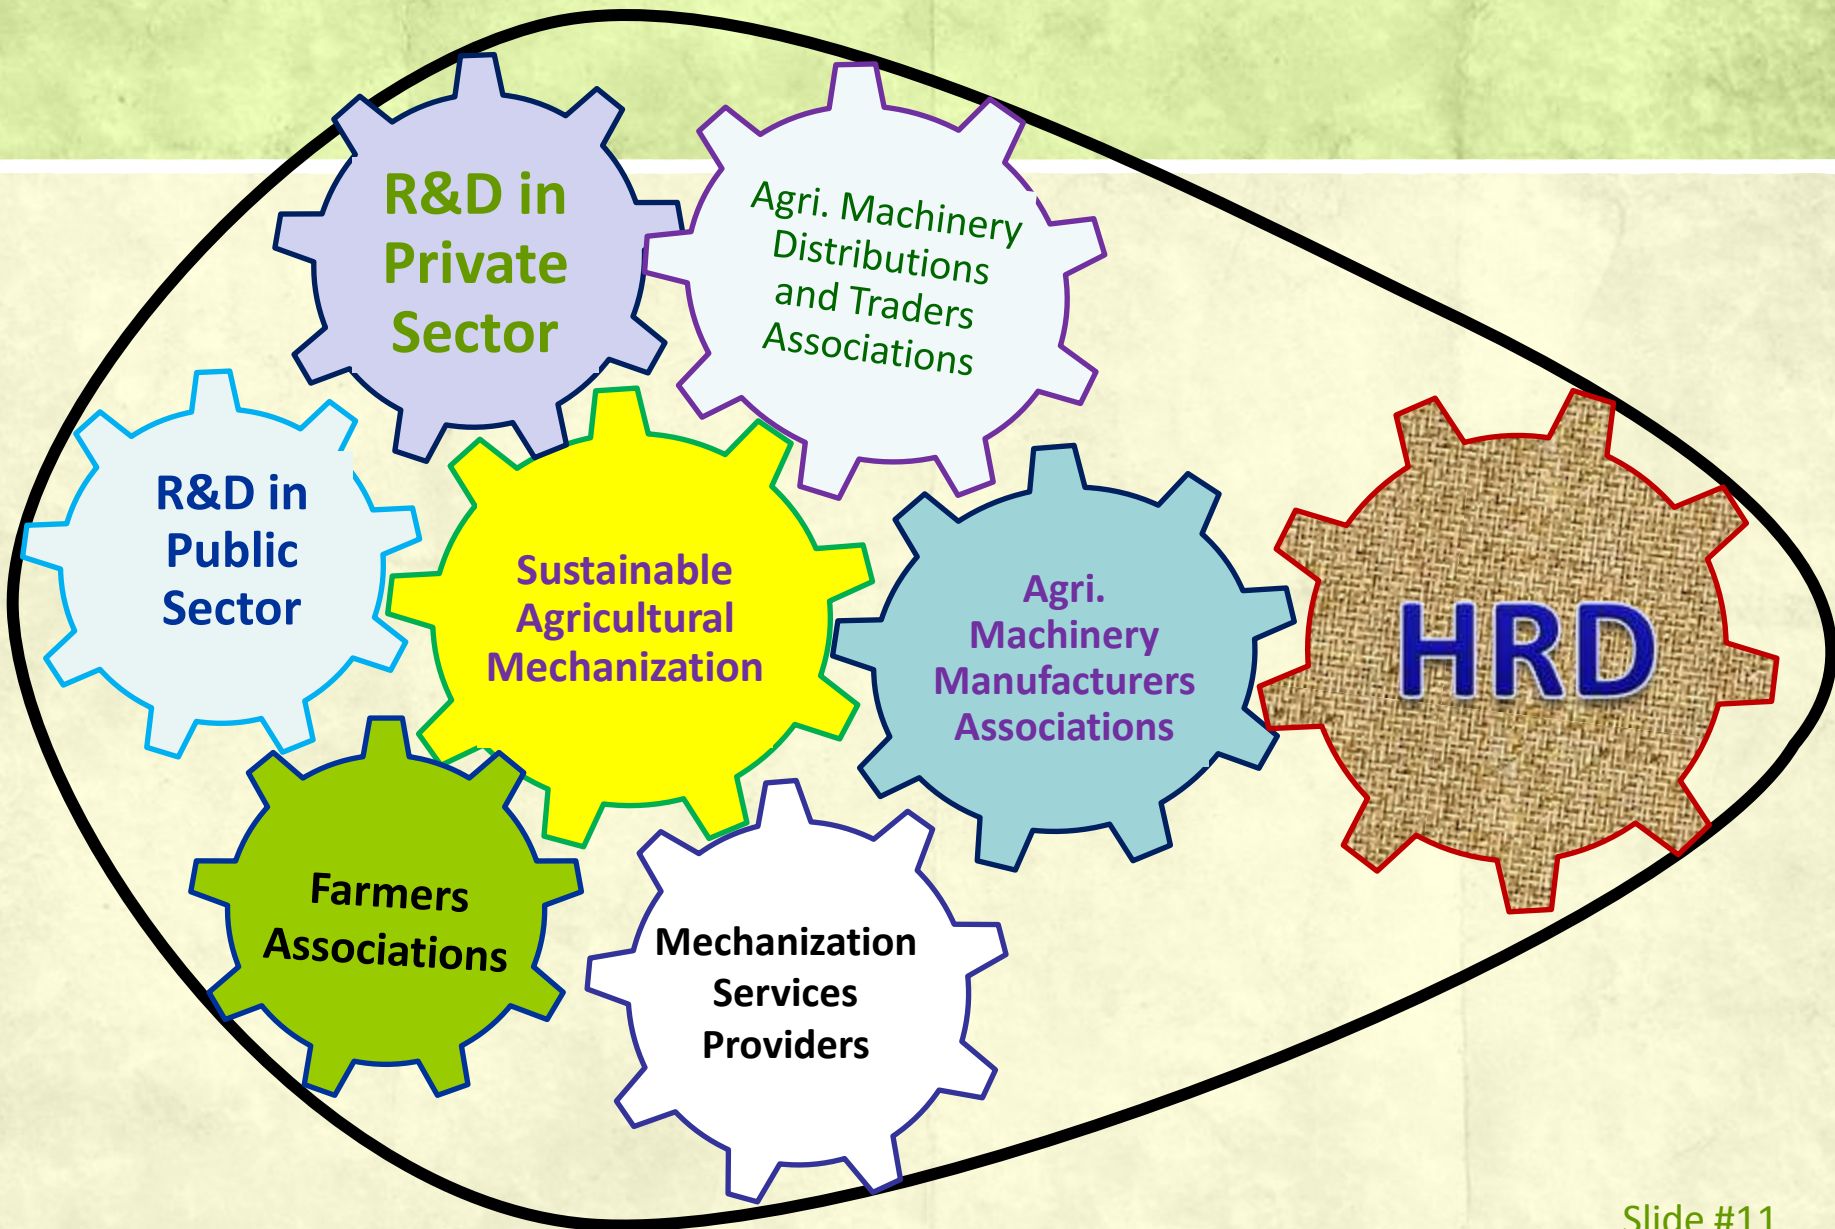 R&D in
Private
Sector
Agri. Machinery
Distributions
and Traders
Associations
R&D in
Public
Sector
Sustainable
Agricultural
Mechanization
Agri.
Machinery
Manufacturers
Associations
HRD
Farmers
Associations
Mechanization
Services
Providers
Slide #11